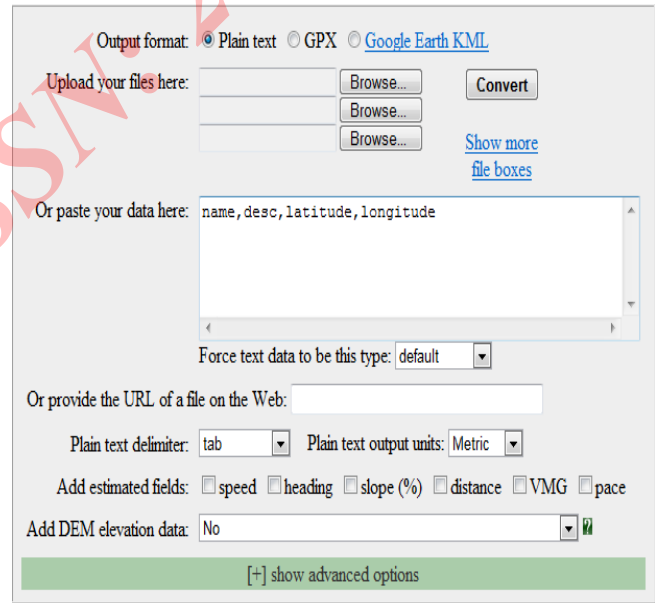 Output format: Plain text GPX Google Earth KML
Upload your files here: Browse... Convert
Browse...
Browse... Show more
file boxes
Or paste your data here: name,desc,latitude,longitude
Force text data to be this type: default
Or provide the URL of a file on the Web:
Plain text delimiter: tab Plain text output units: Metric
Add estimated fields: speed heading slope (%) distance VMG pace
Add DEM elevation data: No ?
[+] show advanced options
SSN: 2